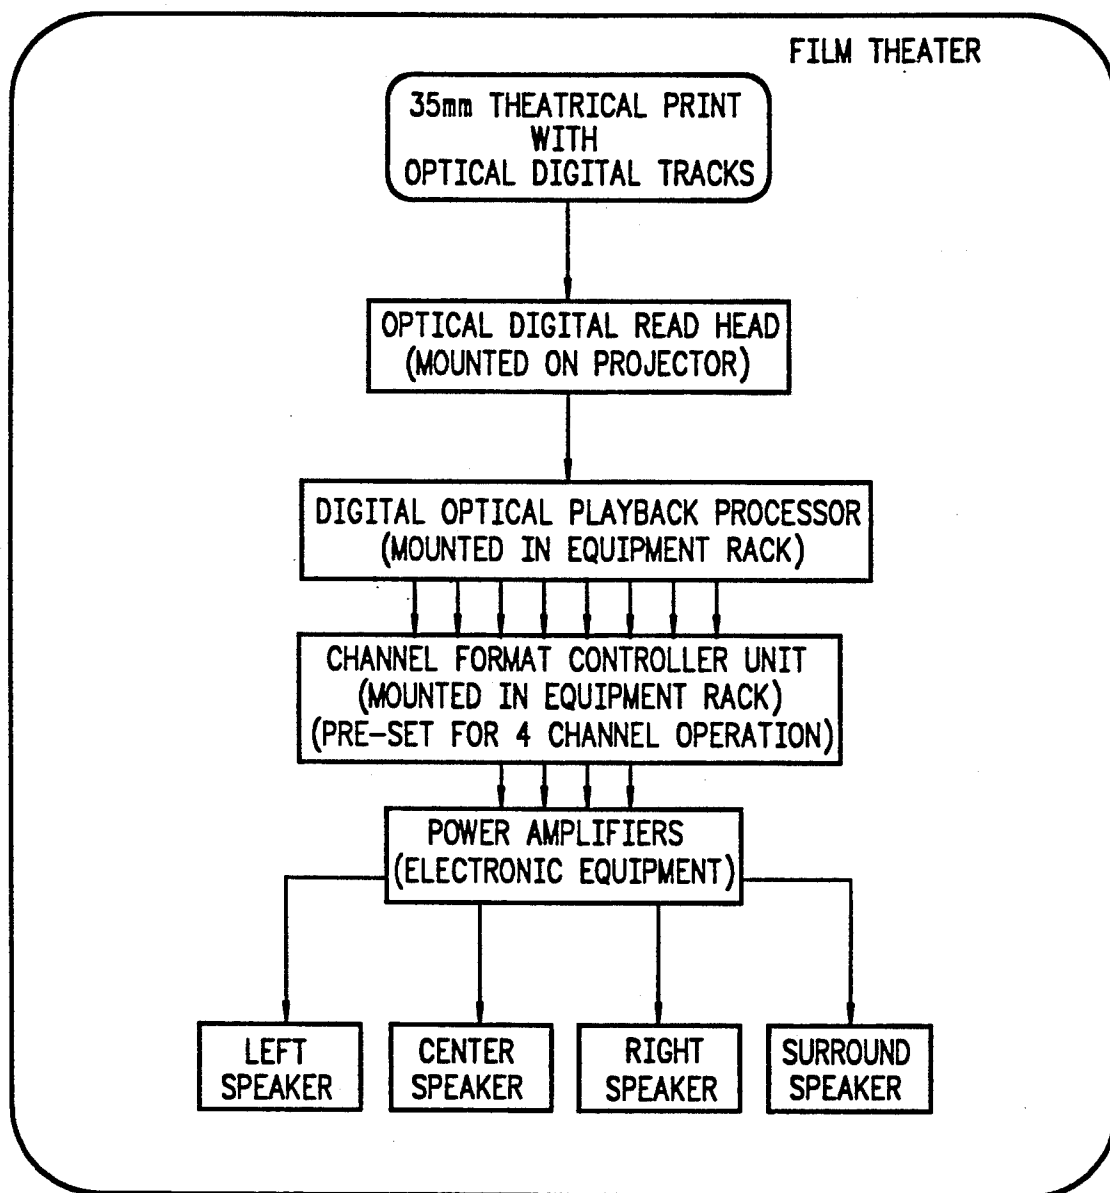 FILM THEATER
35mm THEATRICAL PRINT
WITH
OPTICAL DIGITAL TRACKS
OPTICAL DIGITAL READ HEAD
(MOUNTED ON PROJECTOR)
DIGITAL OPTICAL PLAYBACK PROCESSOR
(MOUNTED IN EQUIPMENT RACK)
CHANNEL FORMAT CONTROLLER UNIT
(MOUNTED IN EQUIPMENT RACK)
(PRE-SET FOR 4 CHANNEL OPERATION)
POWER AMPLIFIERS
(ELECTRONIC EQUIPMENT)
LEFT
SPEAKER
CENTER
SPEAKER
RIGHT
SPEAKER
SURROUND
SPEAKER